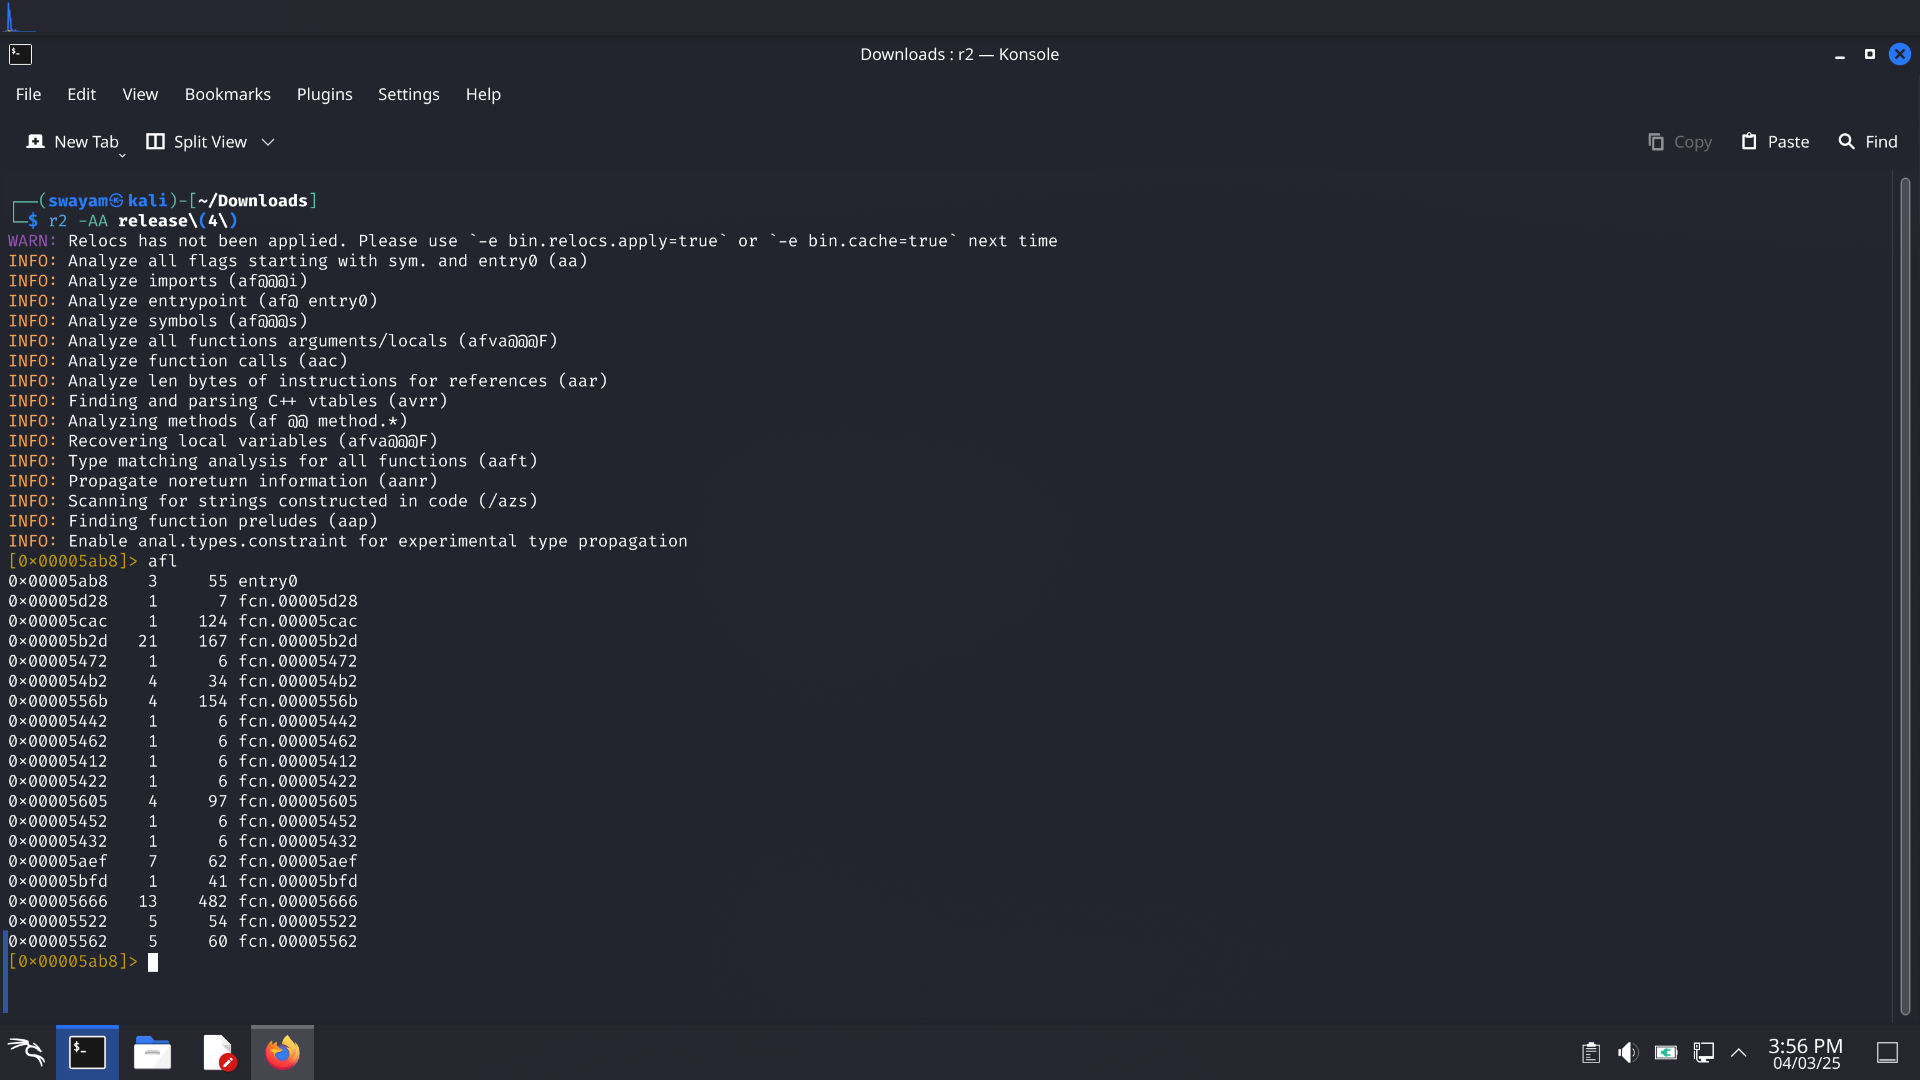 Downloads : r2 — Konsole
File Edit View Bookmarks Plugins Settings Help
New Tab Split View Copy Paste Find
┌──(swayam㉿kali)-[~/Downloads]
└─$ r2 -AA release\(4\)
WARN: Relocs has not been applied. Please use `-e bin.relocs.apply=true` or `-e bin.cache=true` next time
INFO: Analyze all flags starting with sym. and entry0 (aa)
INFO: Analyze imports (af@@@i)
INFO: Analyze entrypoint (af@ entry0)
INFO: Analyze symbols (af@@@s)
INFO: Analyze all functions arguments/locals (afva@@@F)
INFO: Analyze function calls (aac)
INFO: Analyze len bytes of instructions for references (aar)
INFO: Finding and parsing C++ vtables (avrr)
INFO: Analyzing methods (af @@ method.*)
INFO: Recovering local variables (afva@@@F)
INFO: Type matching analysis for all functions (aaft)
INFO: Propagate noreturn information (aanr)
INFO: Scanning for strings constructed in code (/azs)
INFO: Finding function preludes (aap)
INFO: Enable anal.types.constraint for experimental type propagation
[0x00005ab8]> afl
0x00005ab8    3     55 entry0
0x00005d28    1      7 fcn.00005d28
0x00005cac    1    124 fcn.00005cac
0x00005b2d   21    167 fcn.00005b2d
0x00005472    1      6 fcn.00005472
0x000054b2    4     34 fcn.000054b2
0x0000556b    4    154 fcn.0000556b
0x00005442    1      6 fcn.00005442
0x00005462    1      6 fcn.00005462
0x00005412    1      6 fcn.00005412
0x00005422    1      6 fcn.00005422
0x00005605    4     97 fcn.00005605
0x00005452    1      6 fcn.00005452
0x00005432    1      6 fcn.00005432
0x00005aef    7     62 fcn.00005aef
0x00005bfd    1     41 fcn.00005bfd
0x00005666   13    482 fcn.00005666
0x00005522    5     54 fcn.00005522
0x00005562    5     60 fcn.00005562
[0x00005ab8]>
3:56 PM
04/03/25